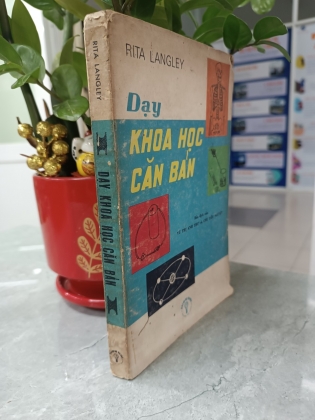 RITA LANGLEY
Dạy
KHOA HỌC
CĂN BẢN
RITA LANGLEY
DẠY KHOA HỌC CĂN BẢN